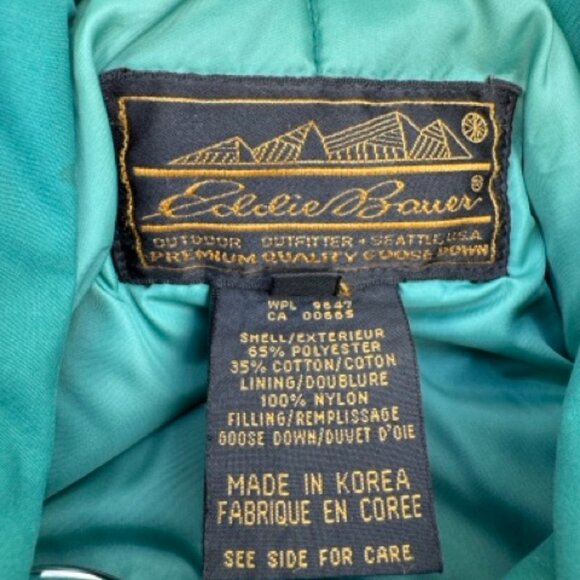 Eddie Bauer®
OUTDOOR OUTFITTER • SEATTLE U.S.A.
PREMIUM QUALITY GOOSE DOWN
WPL 9647
CA 00665
SHELL/EXTERIEUR
65% POLYESTER
35% COTTON/COTON
LINING/DOUBLURE
100% NYLON
FILLING/REMPLISSAGE
GOOSE DOWN/DUVET D'OIE
MADE IN KOREA
FABRIQUE EN COREE
SEE SIDE FOR CARE